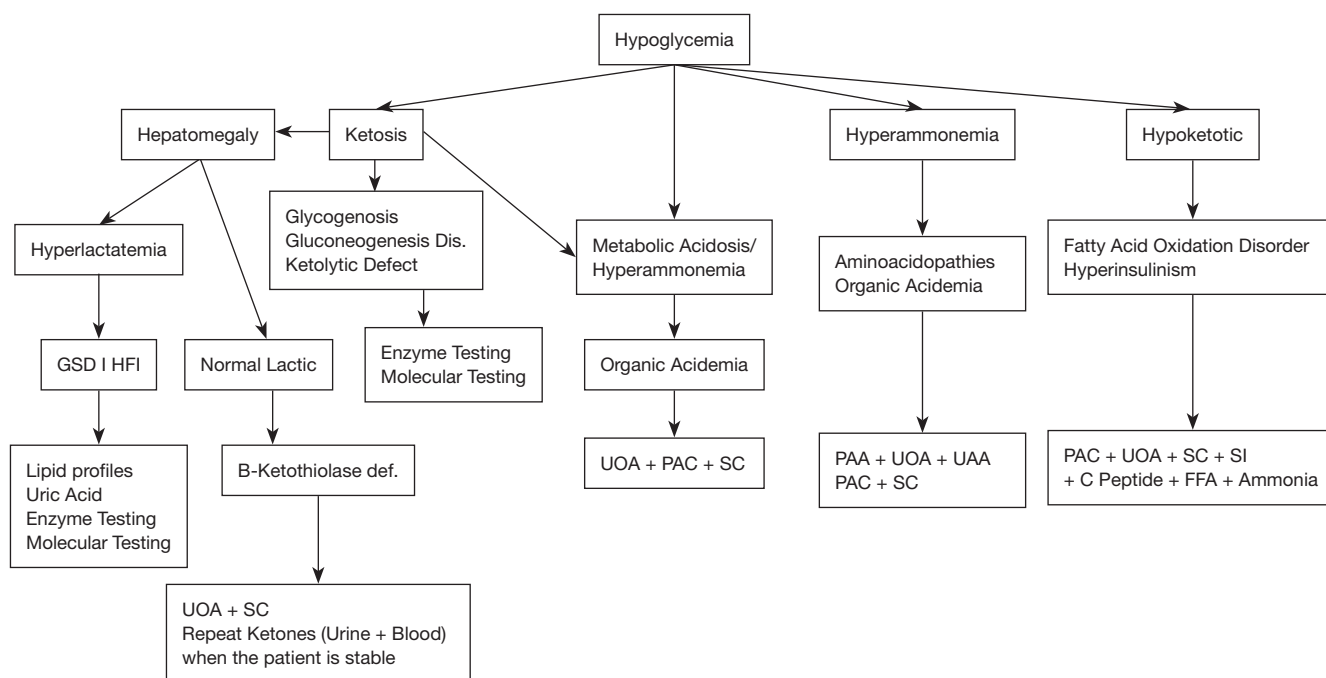 Hypoglycemia
Hepatomegaly
Ketosis
Hyperammonemia
Hypoketotic
Glycogenosis
Gluconeogenesis Dis.
Ketolytic Defect
Hyperlactatemia
Metabolic Acidosis/
Hyperammonemia
Aminoacidopathies
Organic Acidemia
Fatty Acid Oxidation Disorder
Hyperinsulinism
GSD I HFI
Normal Lactic
Enzyme Testing
Molecular Testing
Organic Acidemia
Lipid profiles
Uric Acid
Enzyme Testing
Molecular Testing
B-Ketothiolase def.
UOA + PAC + SC
PAA + UOA + UAA
PAC + SC
PAC + UOA + SC + SI
+ C Peptide + FFA + Ammonia
UOA + SC
Repeat Ketones (Urine + Blood)
when the patient is stable